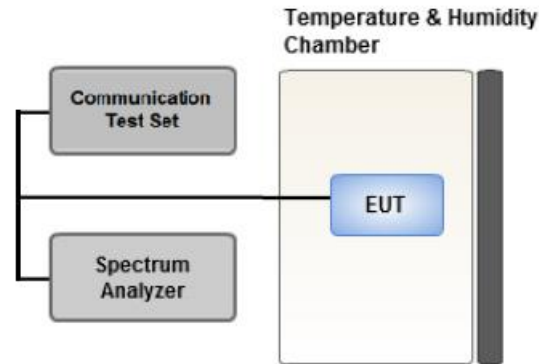 Temperature & Humidity
Chamber
Communication
Test Set
EUT
Spectrum
Analyzer